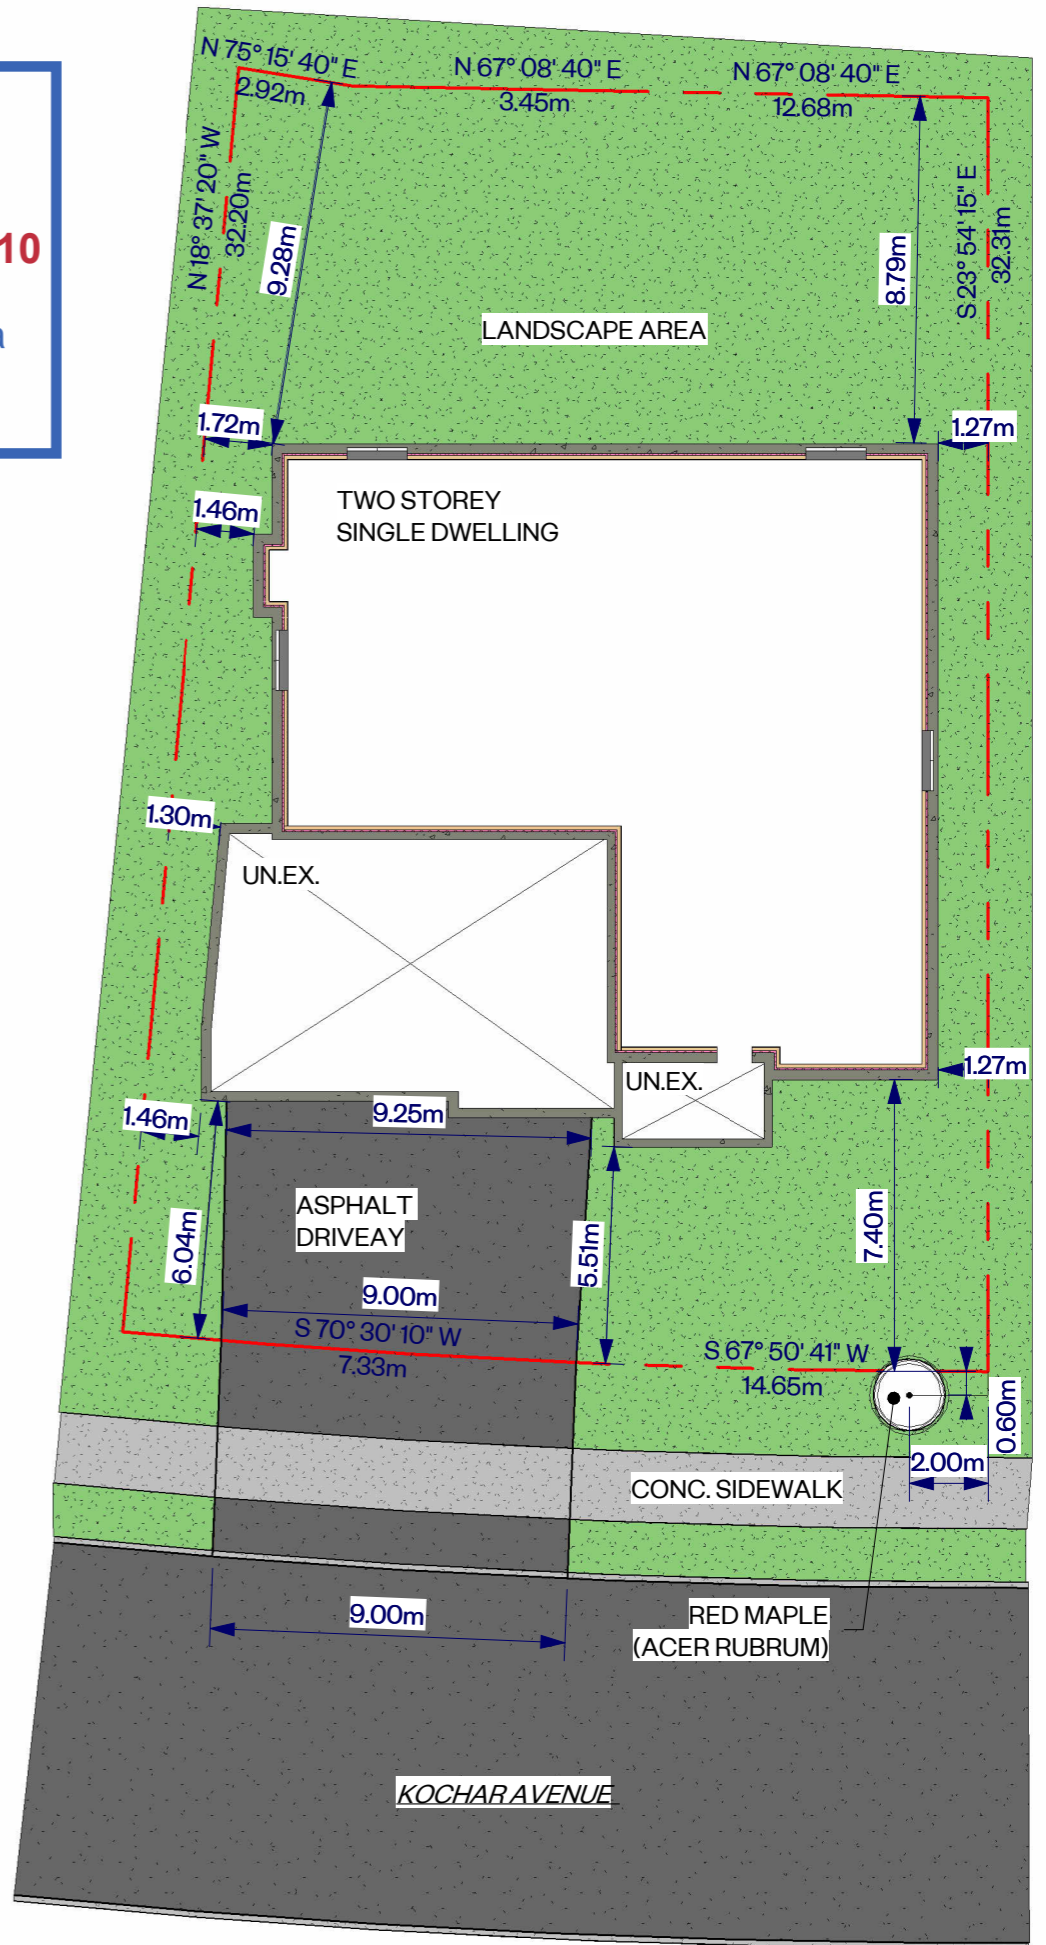 N 75° 15' 40" E
2.92m
N 67° 08' 40" E
3.45m
N 67° 08' 40" E
12.68m
N 18° 37' 20" W
32.20m
S 23° 54' 15" E
32.31m
10
a
9.28m
8.79m
LANDSCAPE AREA
1.72m
1.27m
1.46m
TWO STOREY
SINGLE DWELLING
1.30m
UN.EX.
UN.EX.
1.27m
1.46m
9.25m
ASPHALT
DRIVEAY
6.04m
5.51m
7.40m
9.00m
S 70° 30' 10" W
7.33m
S 67° 50' 41" W
14.65m
0.60m
2.00m
CONC. SIDEWALK
9.00m
RED MAPLE
(ACER RUBRUM)
KOCHAR AVENUE